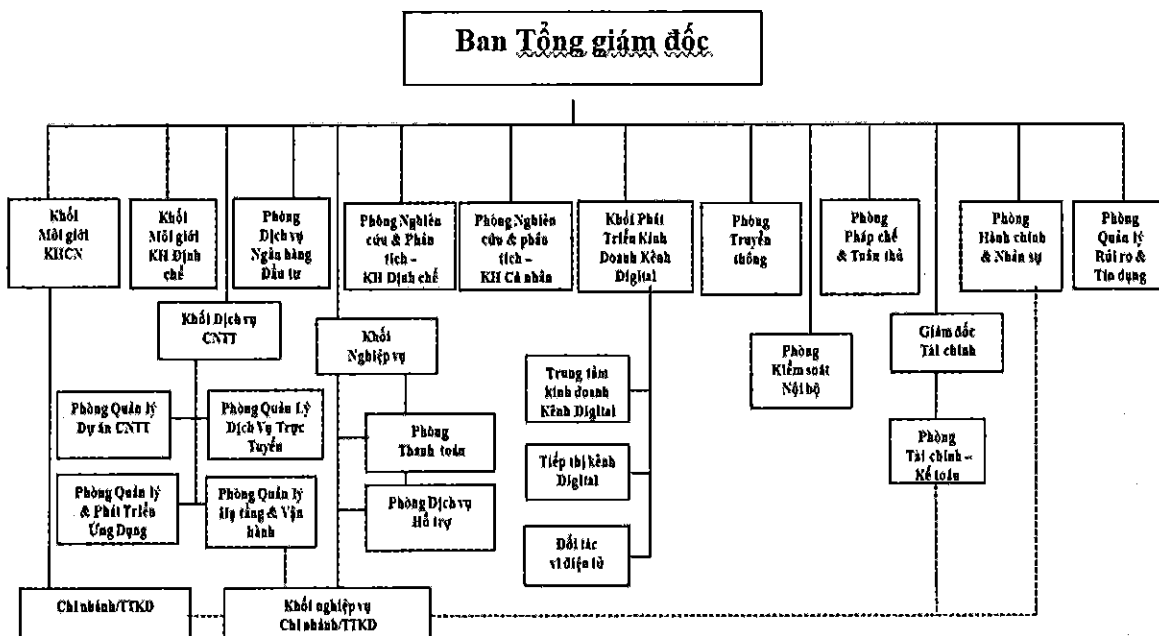 Ban Tổng giám đốc
Khối
Môi giới
KHCN
Khối
Môi giới
KH Định
chế
Phòng
Dịch vụ
Ngân hàng
Đầu tư
Phòng Nghiên
cứu & Phân
tích –
KH Định chế
Phòng Nghiên
cứu & phân
tích –
KH Cá nhân
Khối Phát
Triển Kinh
Doanh Kênh
Digital
Phòng
Truyền
thông
Phòng
Pháp chế
& Tuân thủ
Phòng
Hành chính
& Nhân sự
Phòng
Quản lý
Rủi ro &
Tín dụng
Khối Dịch vụ
CNTT
Khối
Nghiệp vụ
Phòng
Kiểm soát
Nội bộ
Giám đốc
Tài chính
Phòng Quản lý
Dự án CNTT
Phòng Quản Lý
Dịch Vụ Trực
Tuyến
Phòng
Thanh toán
Trung tâm
kinh doanh
Kênh Digital
Phòng
Tài chính –
Kế toán
Phòng Quản lý
& Phát Triển
Ứng Dụng
Phòng Quản lý
Hạ tầng & Vận
hành
Phòng Dịch vụ
Hỗ trợ
Tiếp thị kênh
Digital
Đối tác
ví điện tử
Chi nhánh/TTKD
Khối nghiệp vụ
Chi nhánh/TTKD